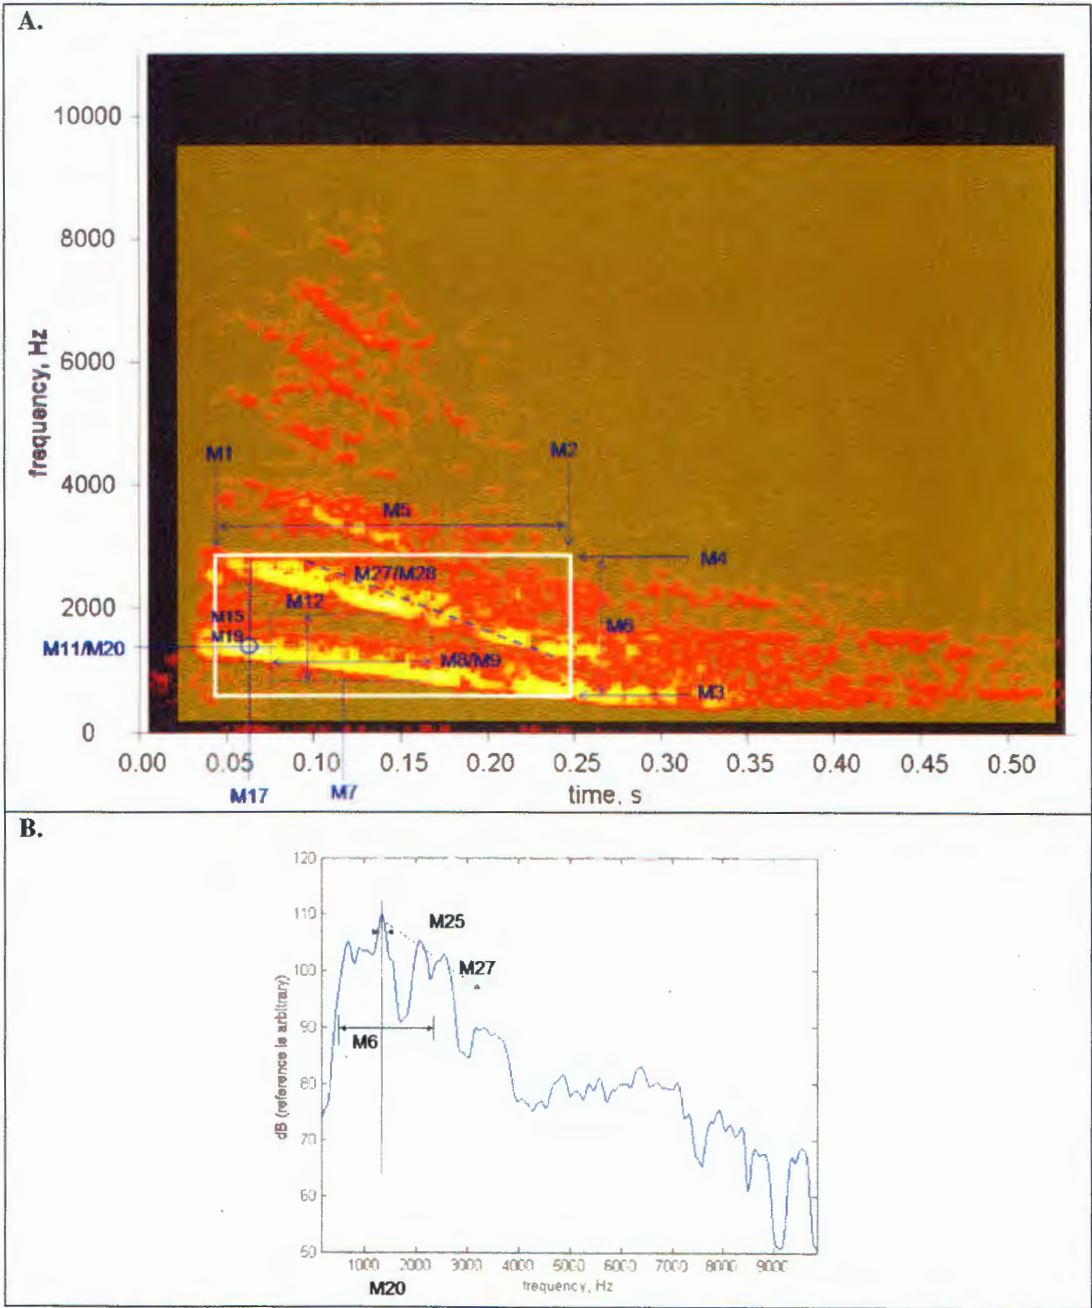 A.
10000
8000
6000
frequency, Hz
M1
M2
4000
M5
M4
M27/M28
2000
M15
M12
M19
M6
M11/M20
M8/M9
M3
0
0.00 0.05 0.10 0.15 0.20 0.25 0.30 0.35 0.40 0.45 0.50
M17
M7
time, s
B.
120
110
M25
100
M27
90
M6
80
70
60
50
dB (reference is arbitrary)
1000 2000 3000 4000 5000 6000 7000 8000 9000
M20
frequency, Hz